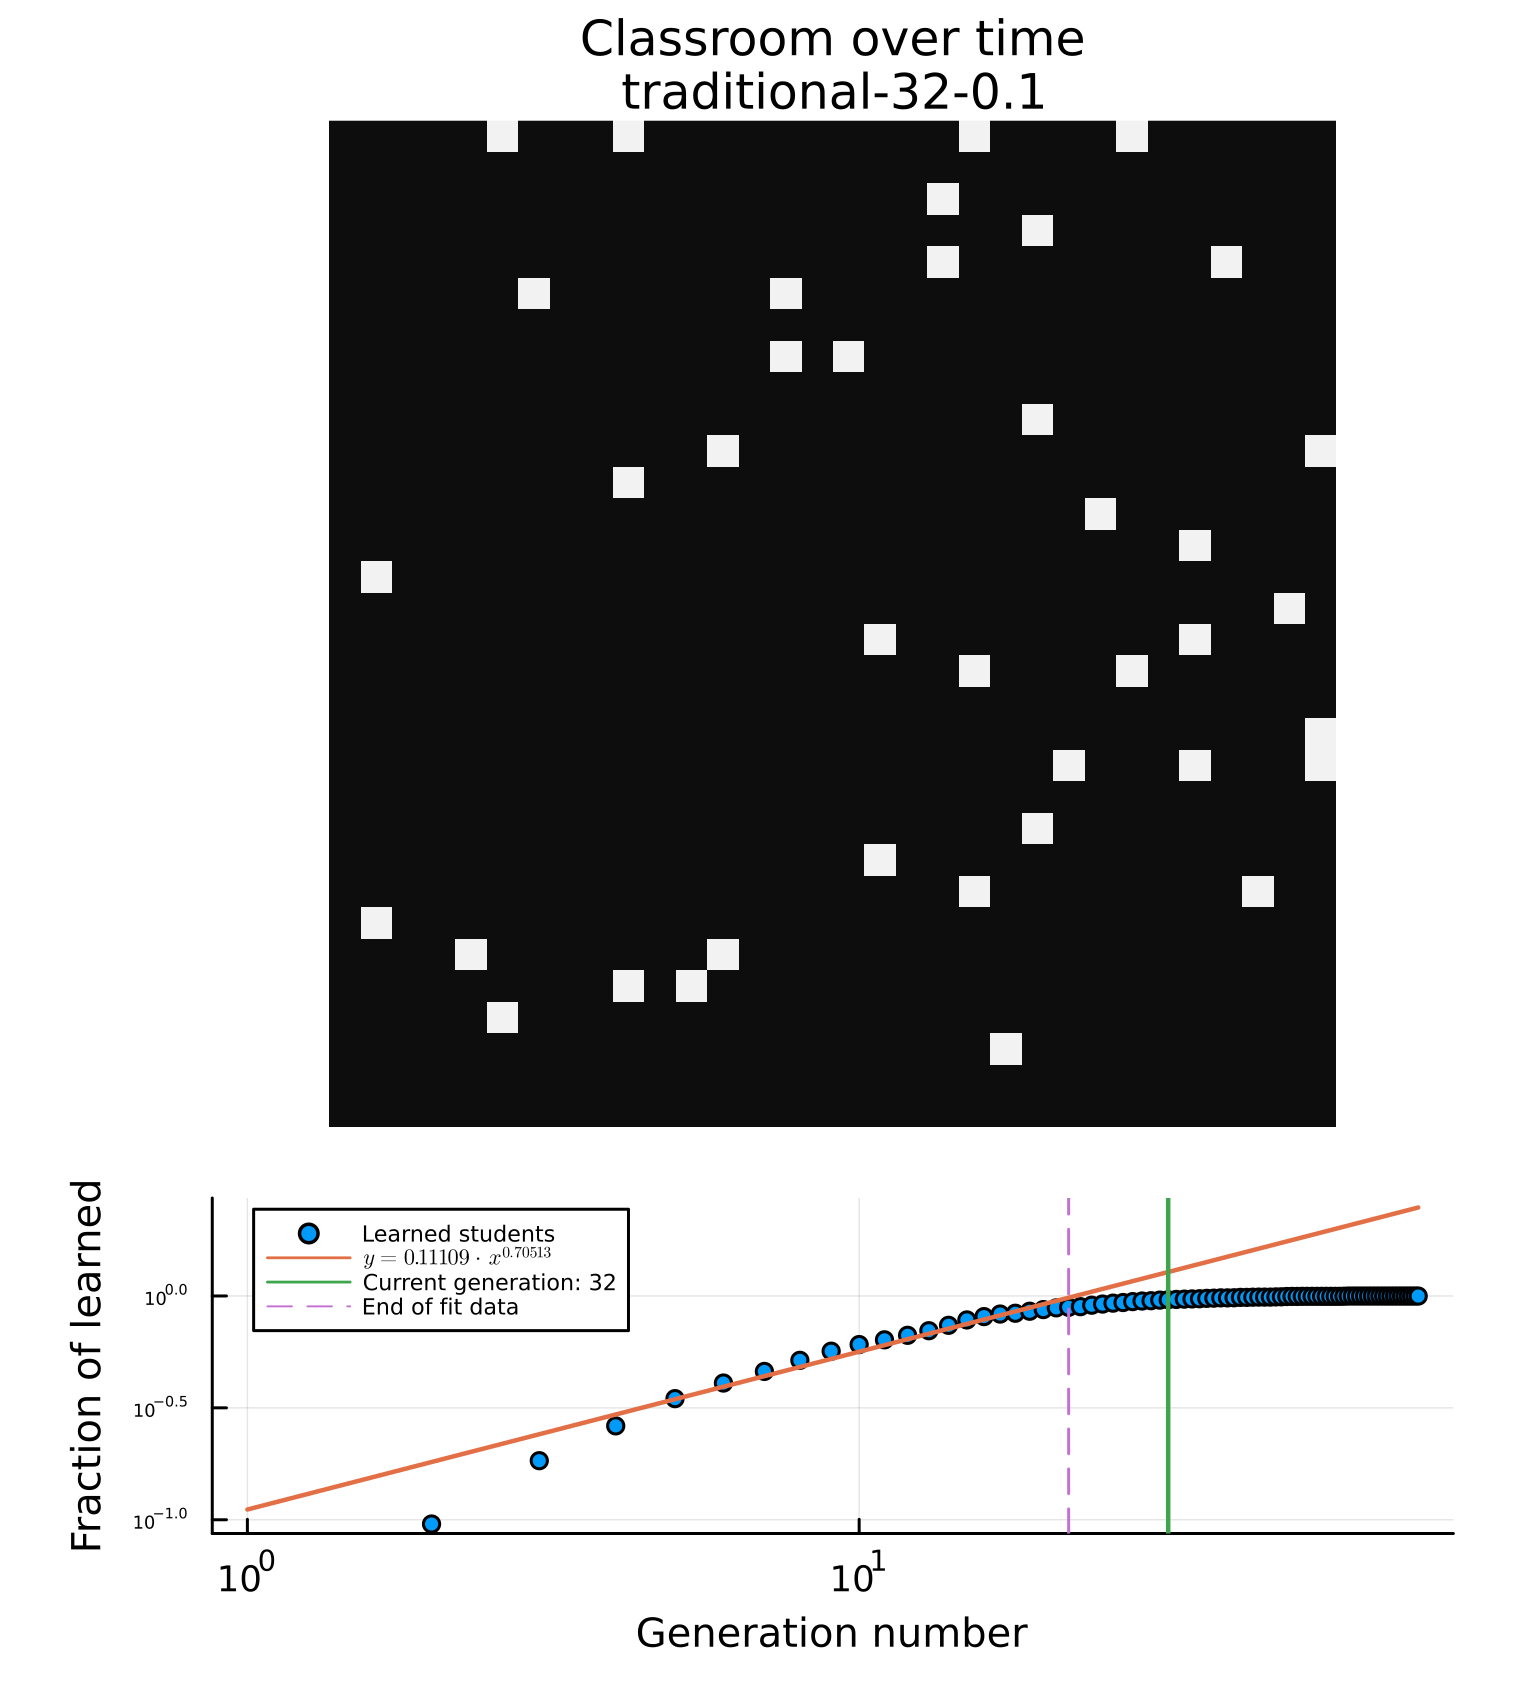 Classroom over time
traditional-32-0.1
Fraction of learned
Learned students
y = 0.11109 · x^0.70513
Current generation: 32
End of fit data
10^0.0
10^−0.5
10^−1.0
10^0 10^1
Generation number